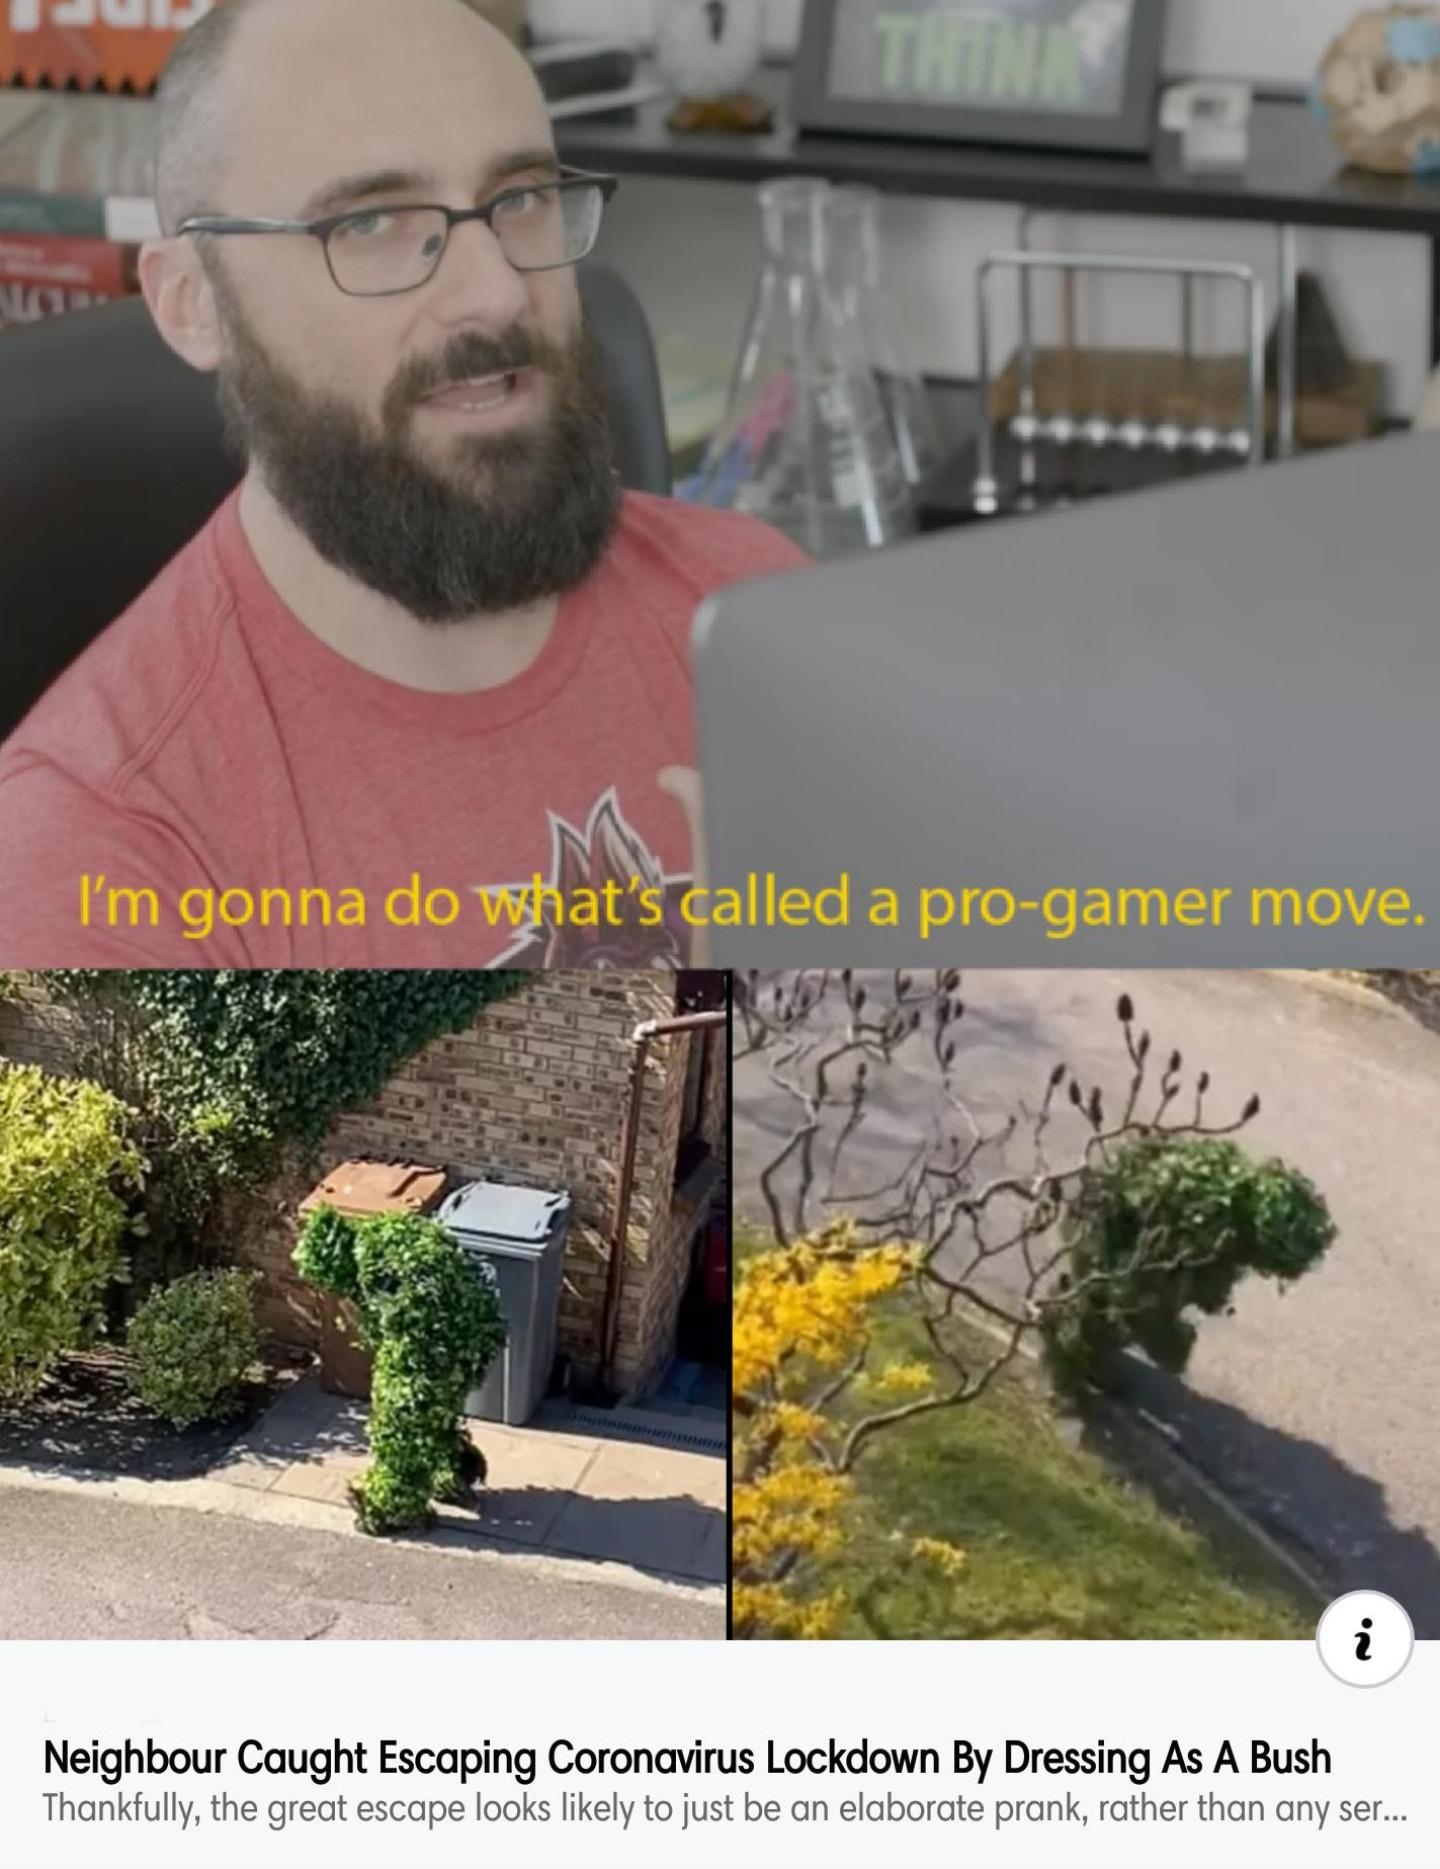 THINK
I'm gonna do what's called a pro-gamer move.
i
Neighbour Caught Escaping Coronavirus Lockdown By Dressing As A Bush
Thankfully, the great escape looks likely to just be an elaborate prank, rather than any ser...